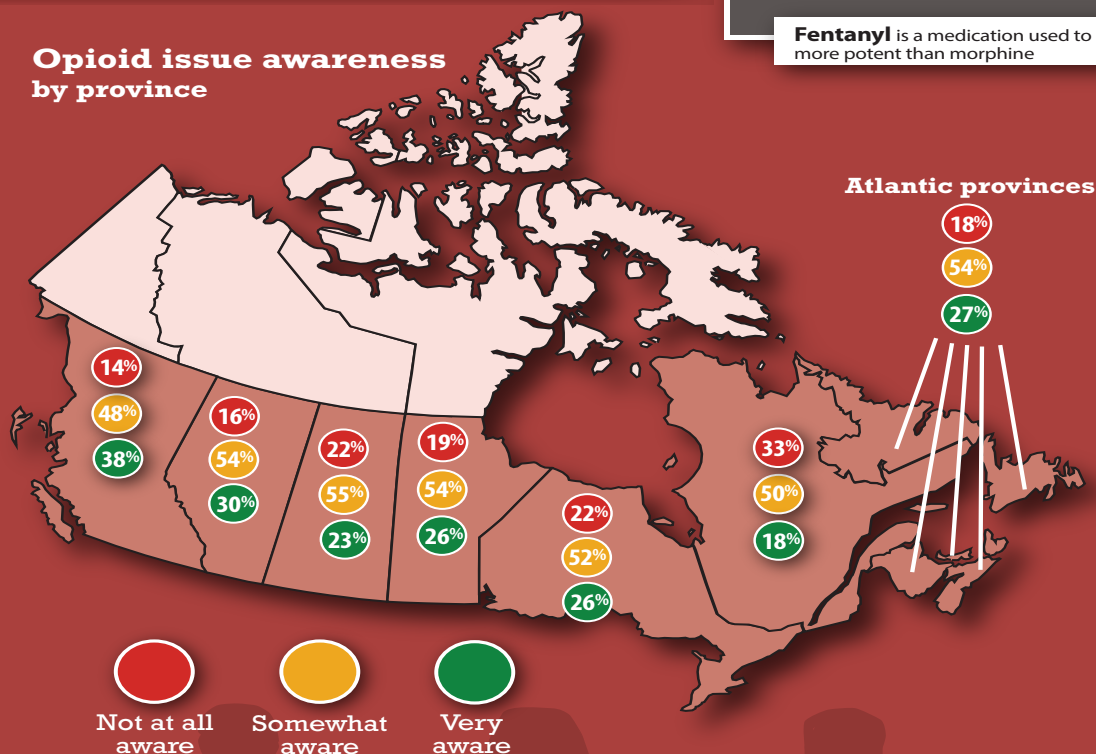 Fentanyl is a medication used to
more potent than morphine
Opioid issue awareness
by province
Atlantic provinces
18%
54%
27%
14%
48%
38%
16%
54%
30%
22%
55%
23%
19%
54%
26%
22%
52%
26%
33%
50%
18%
Not at all
aware
Somewhat
aware
Very
aware